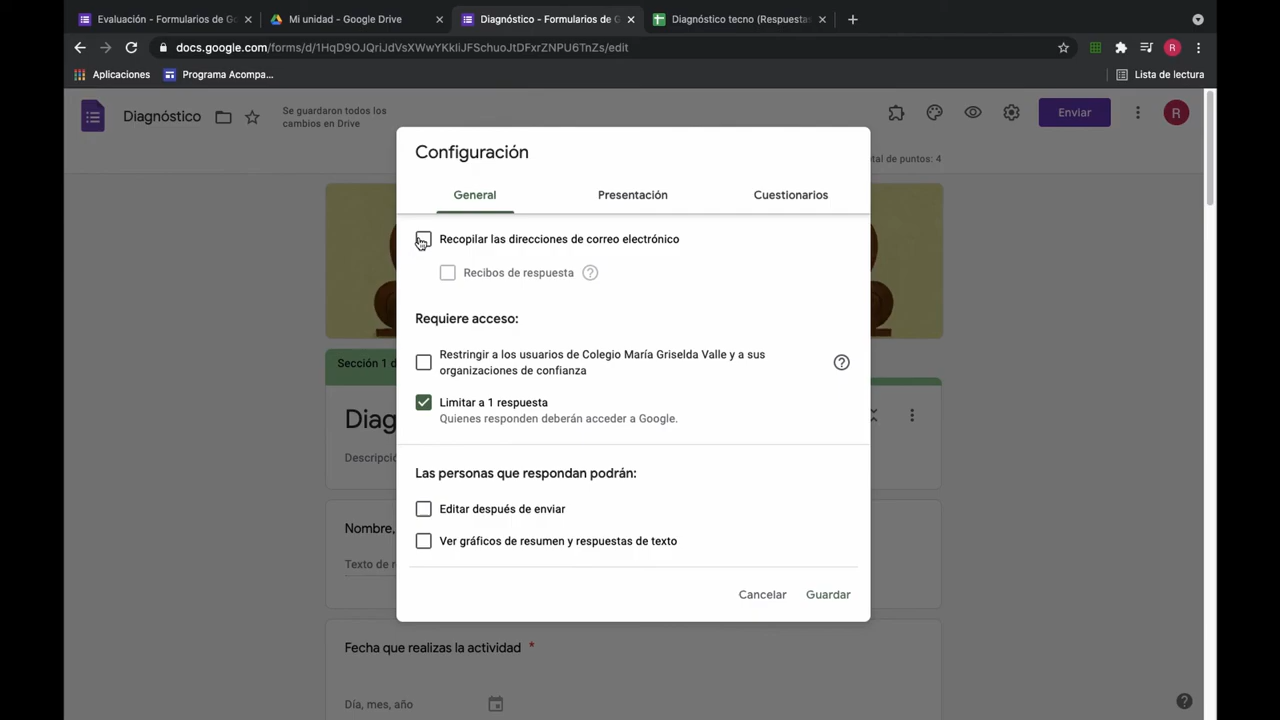 Evaluación - Formularios de G
Mi unidad - Google Drive
Diagnóstico - Formularios de G
Diagnóstico tecno (Respuestas
docs.google.com/forms/d/1HqD9OJQriJdVsXWwYKkIiJFSchuoJtDFxrZNPU6TnZs/edit
R
Aplicaciones
Programa Acompa...
Lista de lectura
Diagnóstico
Se guardaron todos los
cambios en Drive
Enviar
R
tal de puntos: 4
Configuración
General
Presentación
Cuestionarios
Recopilar las direcciones de correo electrónico
Recibos de respuesta
Requiere acceso:
Restringir a los usuarios de Colegio María Griselda Valle y a sus
organizaciones de confianza
Limitar a 1 respuesta
Quienes responden deberán acceder a Google.
Las personas que respondan podrán:
Editar después de enviar
Ver gráficos de resumen y respuestas de texto
Cancelar
Guardar
Sección 1 d
Diag
Descripció
Nombre,
Texto de r
Fecha que realizas la actividad *
Día, mes, año